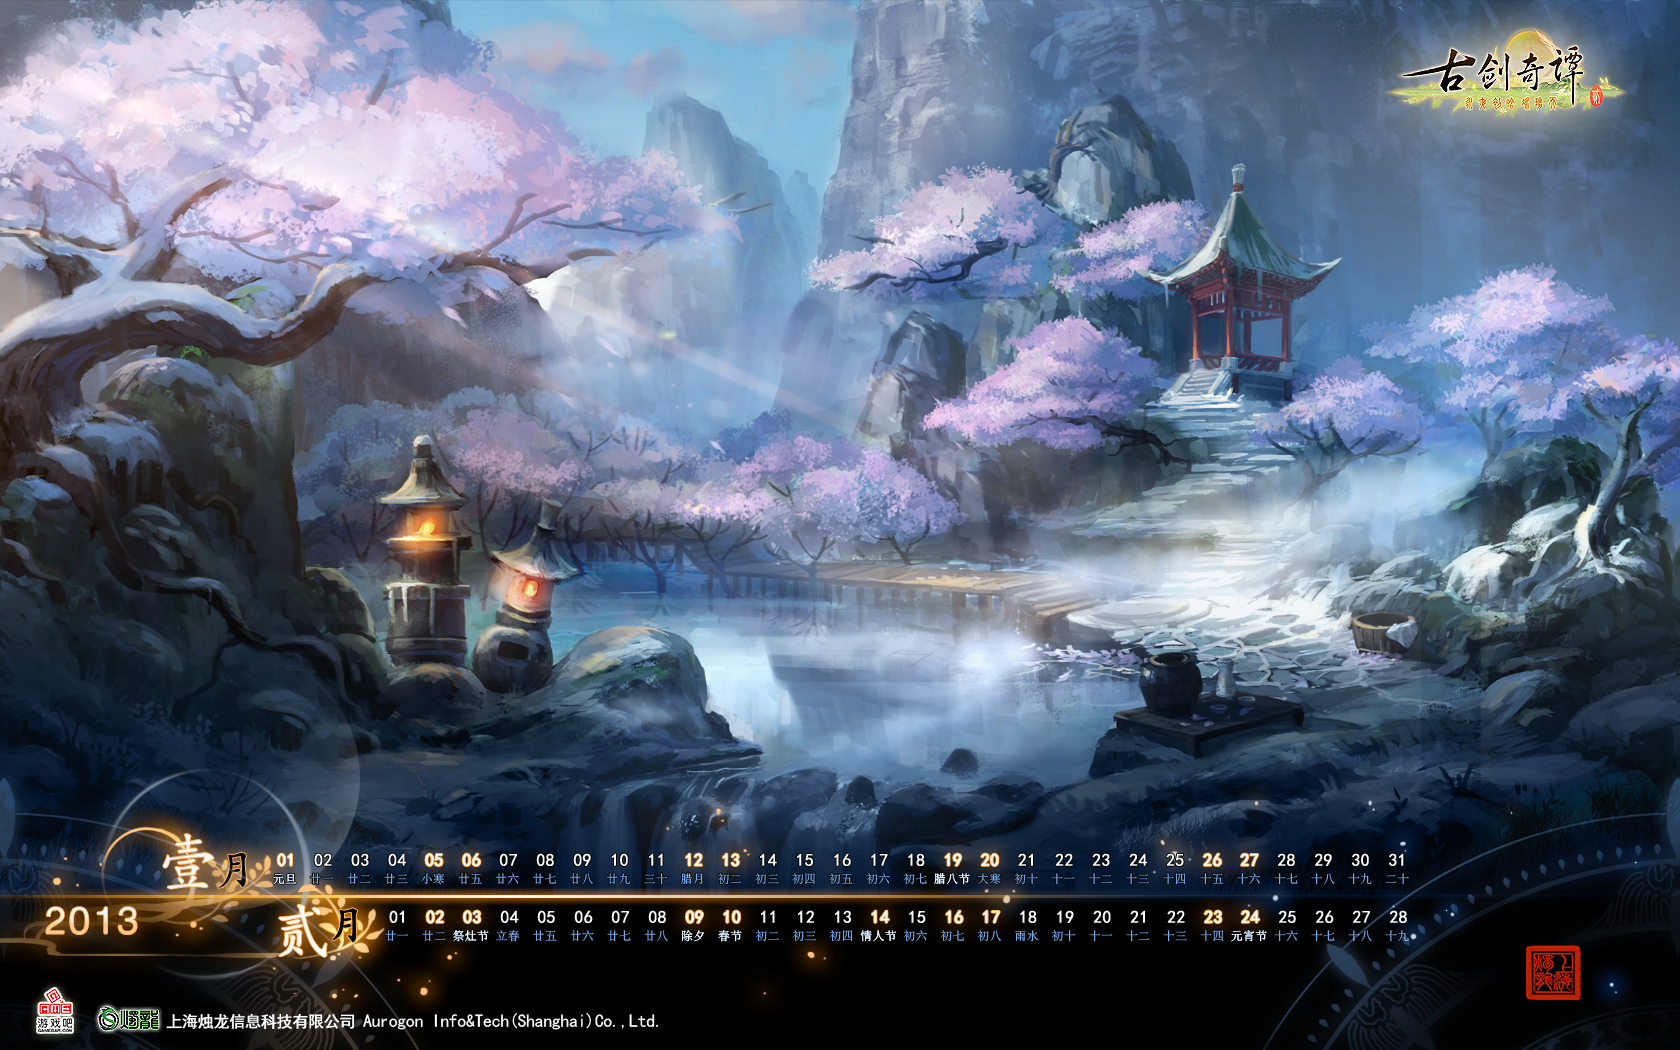 古剑奇谭
贰
壹月
01 02 03 04 05 06 07 08 09 10 11 12 13 14 15 16 17 18 19 20 21 22 23 24 25 26 27 28 29 30 31
元旦 廿一 廿二 廿三 小寒 廿五 廿六 廿七 廿八 廿九 三十 腊月 初二 初三 初四 初五 初六 初七 腊八节 大寒 初十 十一 十二 十三 十四 十五 十六 十七 十八 十九 二十
2013
贰月
01 02 03 04 05 06 07 08 09 10 11 12 13 14 15 16 17 18 19 20 21 22 23 24 25 26 27 28
廿一 廿二 祭灶节 立春 廿五 廿六 廿七 廿八 除夕 春节 初二 初三 初四 情人节 初六 初七 初八 雨水 初十 十一 十二 十三 十四 元宵节 十六 十七 十八 十九
游戏吧
烛龍
上海烛龙信息科技有限公司 Aurogon Info&Tech(Shanghai)Co.,Ltd.